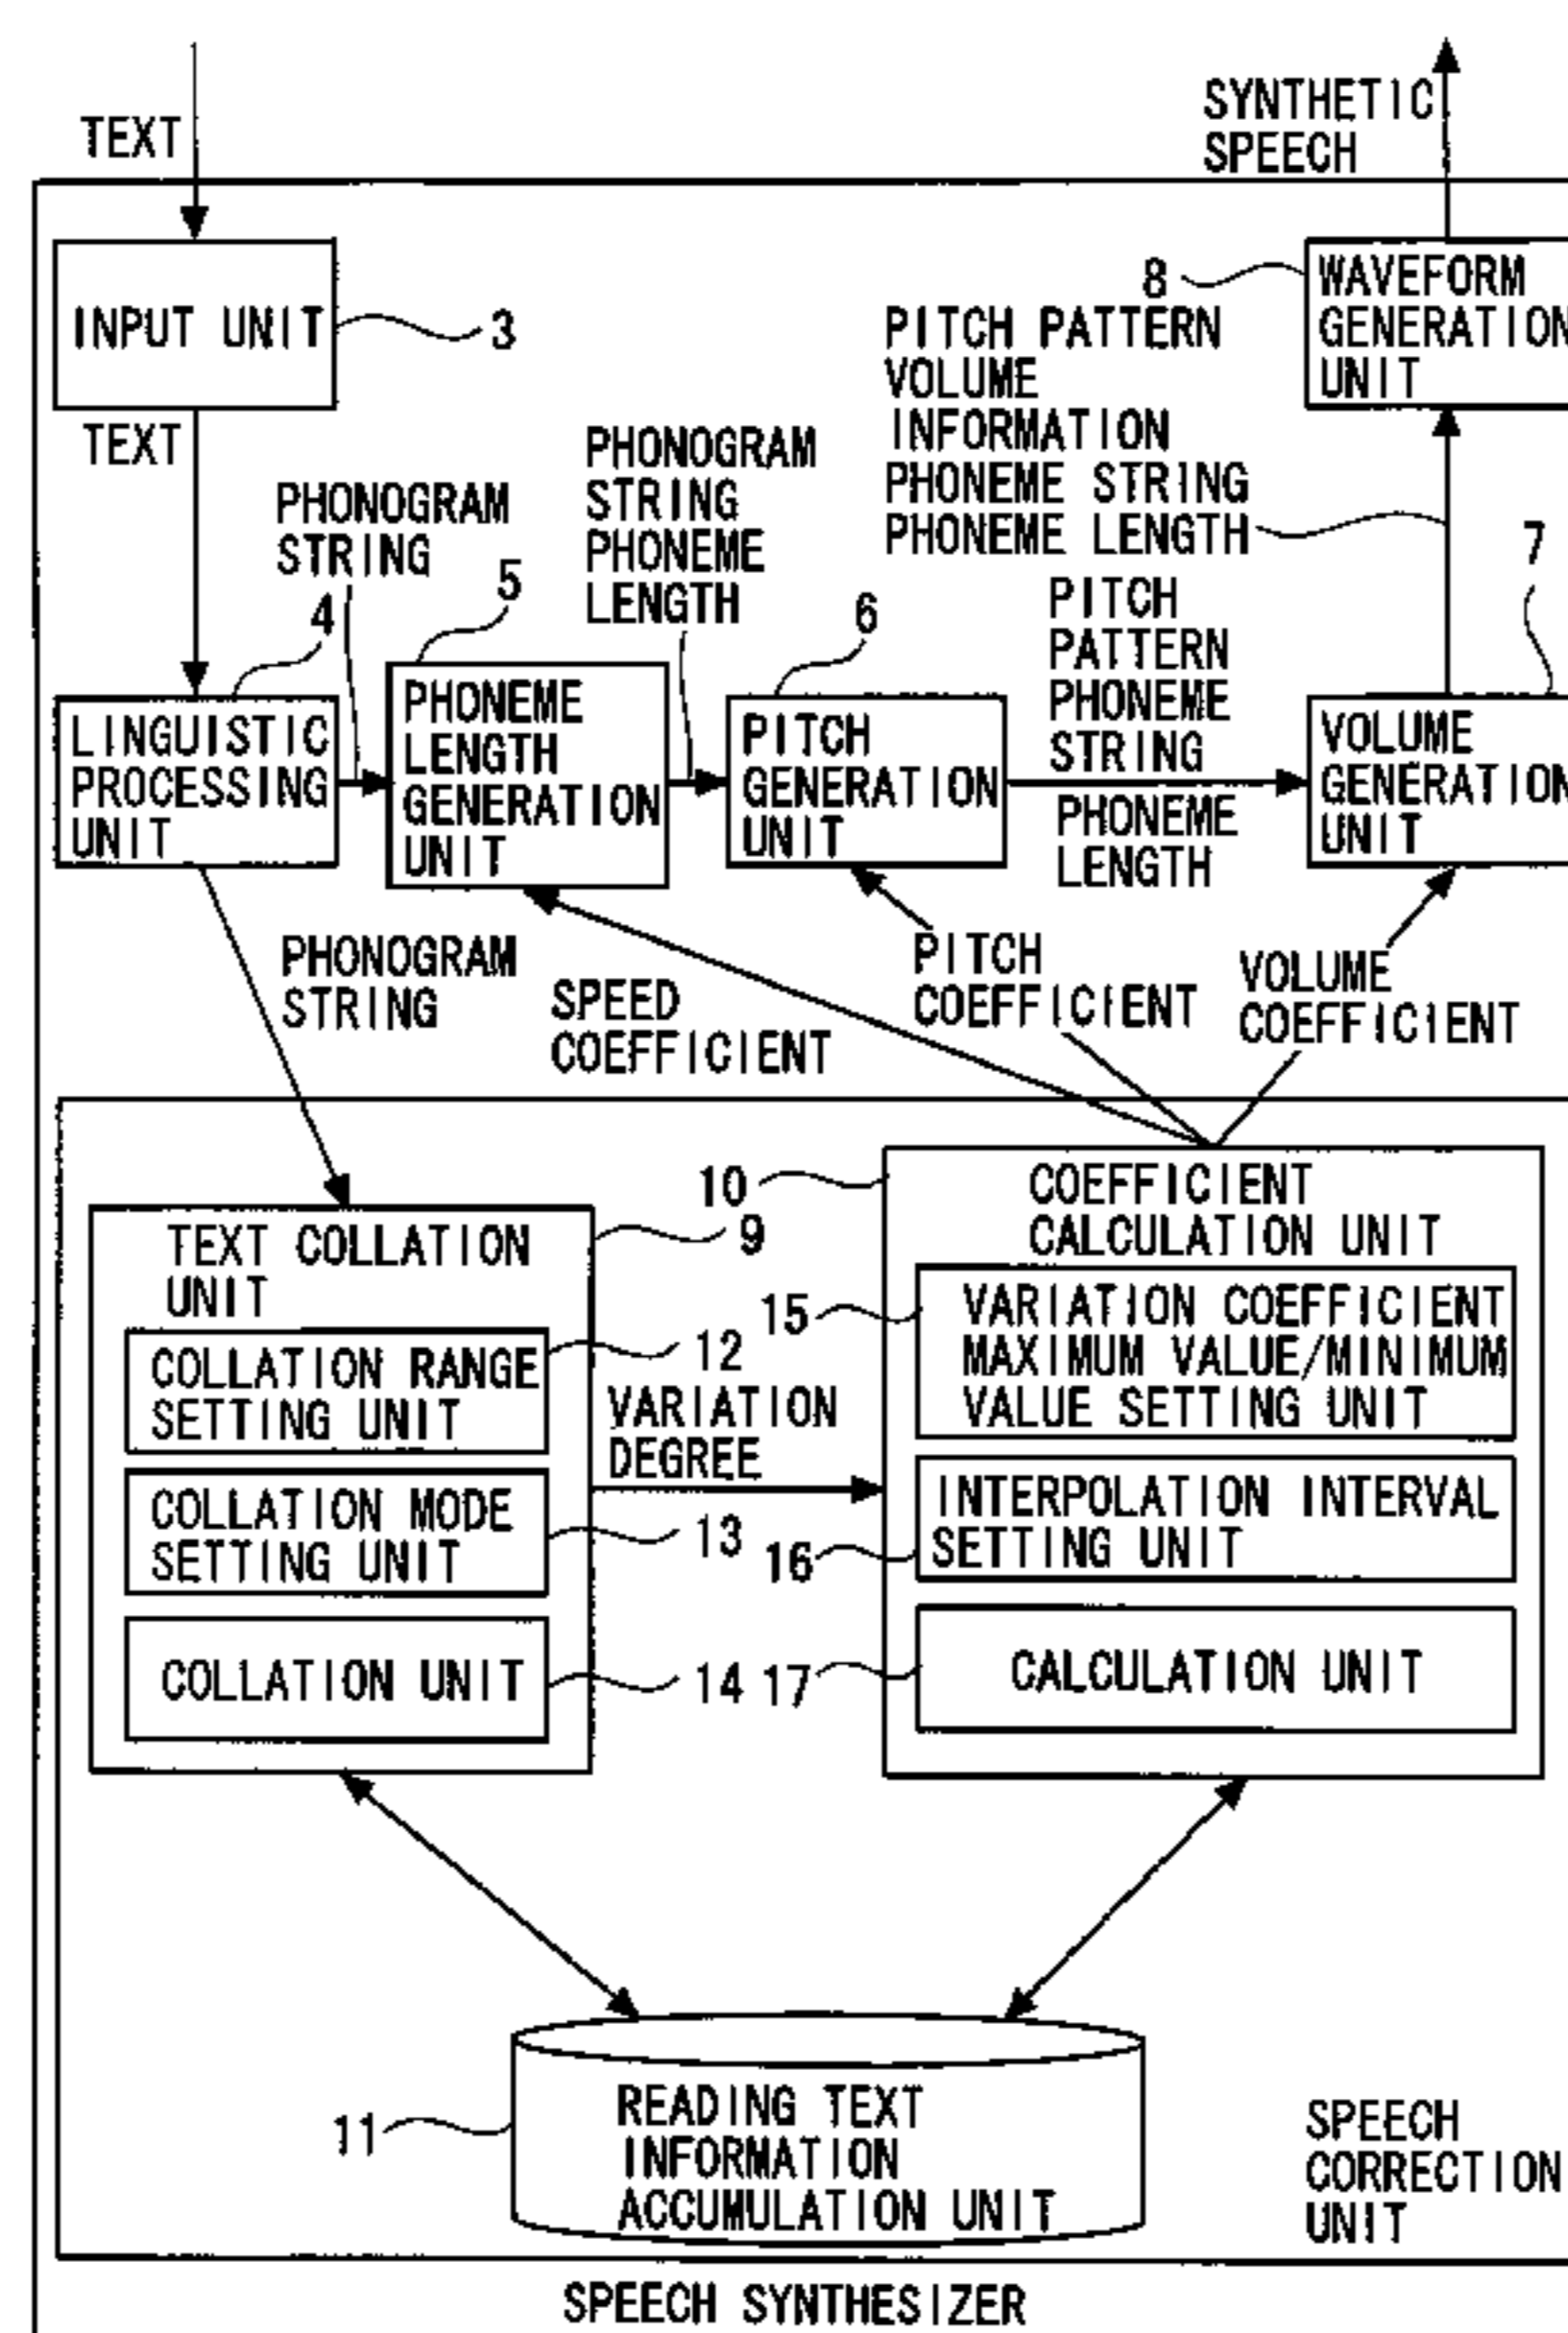 TEXT
SYNTHETIC
SPEECH
INPUT UNIT
3
8
WAVEFORM
GENERATION
UNIT
TEXT
PITCH PATTERN
VOLUME
INFORMATION
PHONEME STRING
PHONEME LENGTH
PHONOGRAM
STRING
PHONOGRAM
STRING
PHONEME
LENGTH
4
5
6
7
PITCH
PATTERN
PHONEME
STRING
PHONEME
LENGTH
LINGUISTIC
PROCESSING
UNIT
PHONEME
LENGTH
GENERATION
UNIT
PITCH
GENERATION
UNIT
VOLUME
GENERATION
UNIT
PHONOGRAM
STRING
SPEED
COEFFICIENT
PITCH
COEFFICIENT
VOLUME
COEFFICIENT
TEXT COLLATION
UNIT
9
COLLATION RANGE
SETTING UNIT
12
COLLATION MODE
SETTING UNIT
13
COLLATION UNIT
14
VARIATION
DEGREE
10
COEFFICIENT
CALCULATION UNIT
15
VARIATION COEFFICIENT
MAXIMUM VALUE/MINIMUM
VALUE SETTING UNIT
16
INTERPOLATION INTERVAL
SETTING UNIT
17
CALCULATION UNIT
11
READING TEXT
INFORMATION
ACCUMULATION UNIT
SPEECH
CORRECTION
UNIT
SPEECH SYNTHESIZER